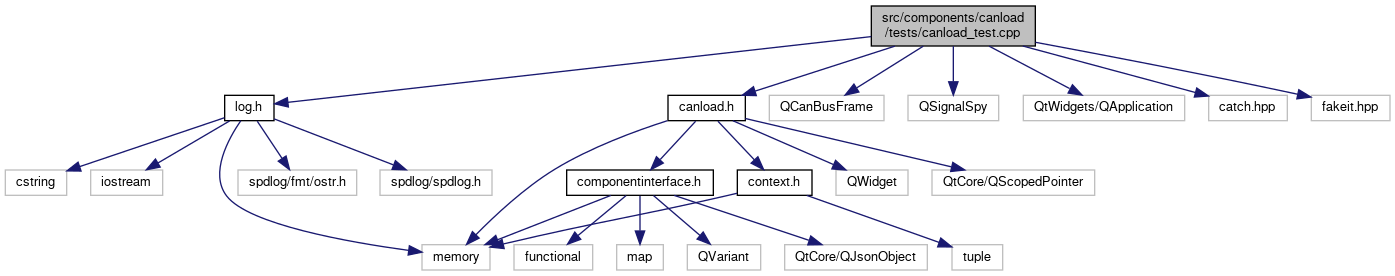 src/components/canload
/tests/canload_test.cpp
log.h
canload.h
QCanBusFrame
QSignalSpy
QtWidgets/QApplication
catch.hpp
fakeit.hpp
cstring
iostream
spdlog/fmt/ostr.h
spdlog/spdlog.h
componentinterface.h
context.h
QWidget
QtCore/QScopedPointer
memory
functional
map
QVariant
QtCore/QJsonObject
tuple